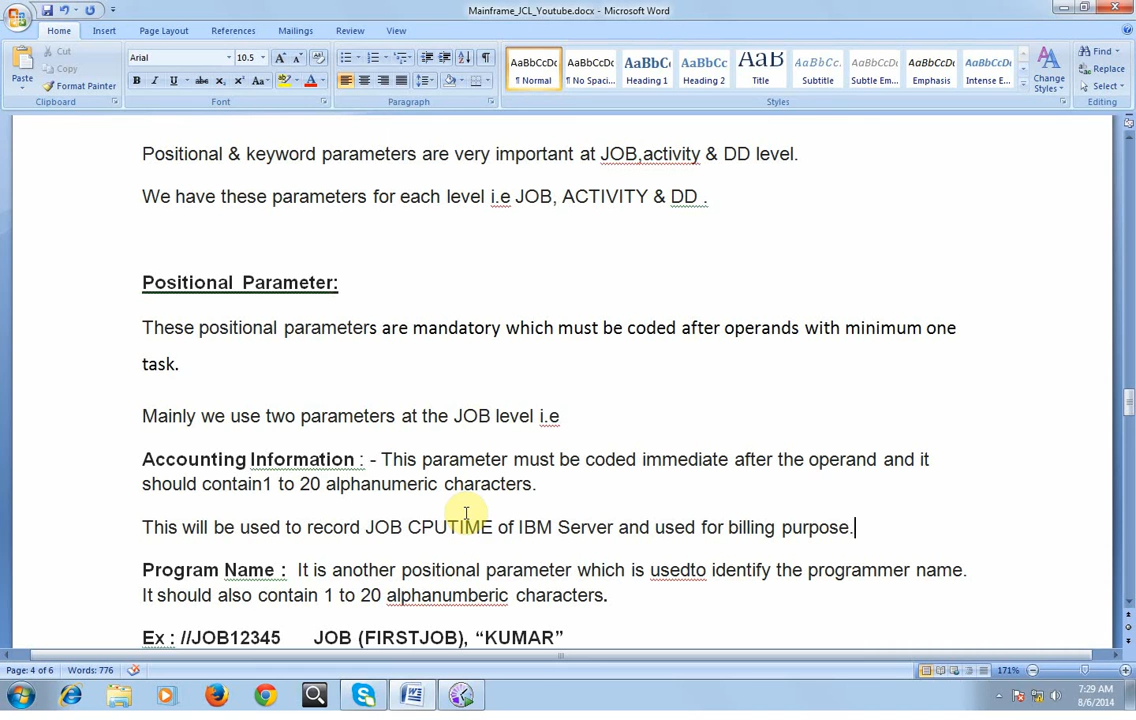 Mainframe_JCL_Youtube.docx - Microsoft Word
Home Insert Page Layout References Mailings Review View
Cut
Copy
Paste Format Painter
Clipboard
Arial 10.5
Font
Paragraph
AaBbCcDc AaBbCcDc AaBbC AaBbCc AaB AaBbCcI AaBbCcDt AaBbCcDt AaBbCcDt
¶ Normal ¶ No Spaci... Heading 1 Heading 2 Title Subtitle Subtle Em... Emphasis Intense E...
Change Styles
Styles
Find
Replace
Select
Editing
Positional & keyword parameters are very important at JOB,activity & DD level.
We have these parameters for each level i.e JOB, ACTIVITY & DD .
Positional Parameter:
These positional parameters are mandatory which must be coded after operands with minimum one
task.
Mainly we use two parameters at the JOB level i.e
Accounting Information : - This parameter must be coded immediate after the operand and it
should contain1 to 20 alphanumeric characters.
This will be used to record JOB CPUTIME of IBM Server and used for billing purpose.
Program Name : It is another positional parameter which is usedto identify the programmer name.
It should also contain 1 to 20 alphanumberic characters.
Ex : //JOB12345 JOB (FIRSTJOB), “KUMAR”
Page: 4 of 6 Words: 776 171%
7:29 AM
8/6/2014